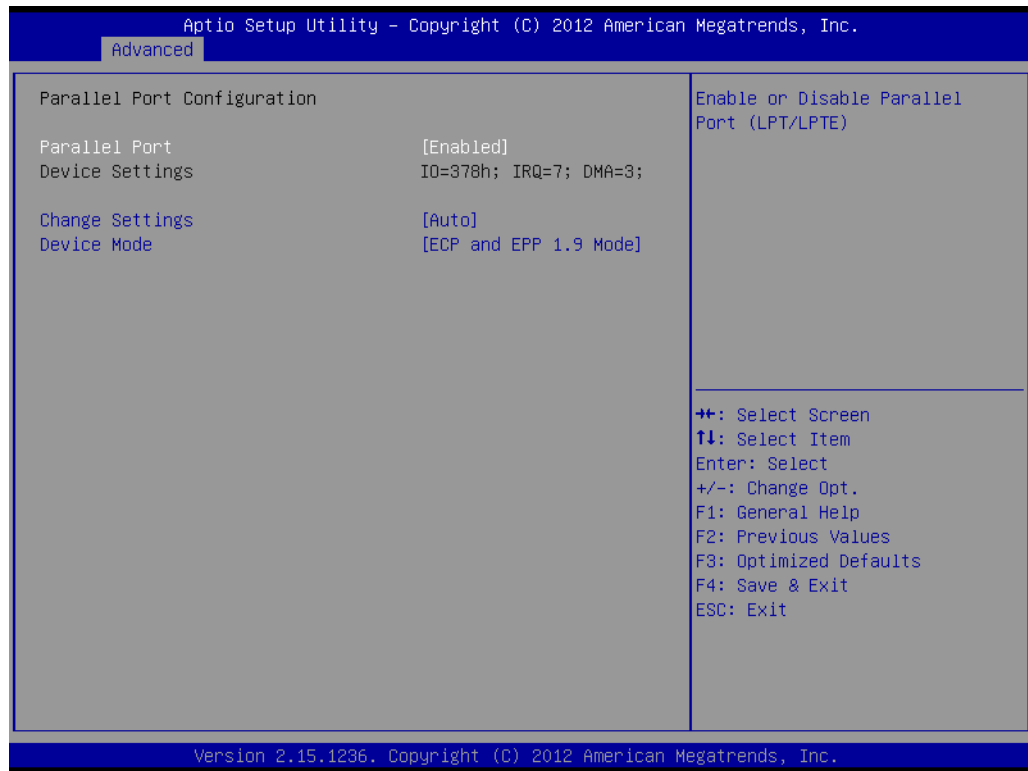 Aptio Setup Utility – Copyright (C) 2012 American Megatrends, Inc.
Advanced
Parallel Port Configuration
Parallel Port [Enabled]
Device Settings IO=378h; IRQ=7; DMA=3;
Change Settings [Auto]
Device Mode [ECP and EPP 1.9 Mode]
Enable or Disable Parallel
Port (LPT/LPTE)
→←: Select Screen
↑↓: Select Item
Enter: Select
+/-: Change Opt.
F1: General Help
F2: Previous Values
F3: Optimized Defaults
F4: Save & Exit
ESC: Exit
Version 2.15.1236. Copyright (C) 2012 American Megatrends, Inc.